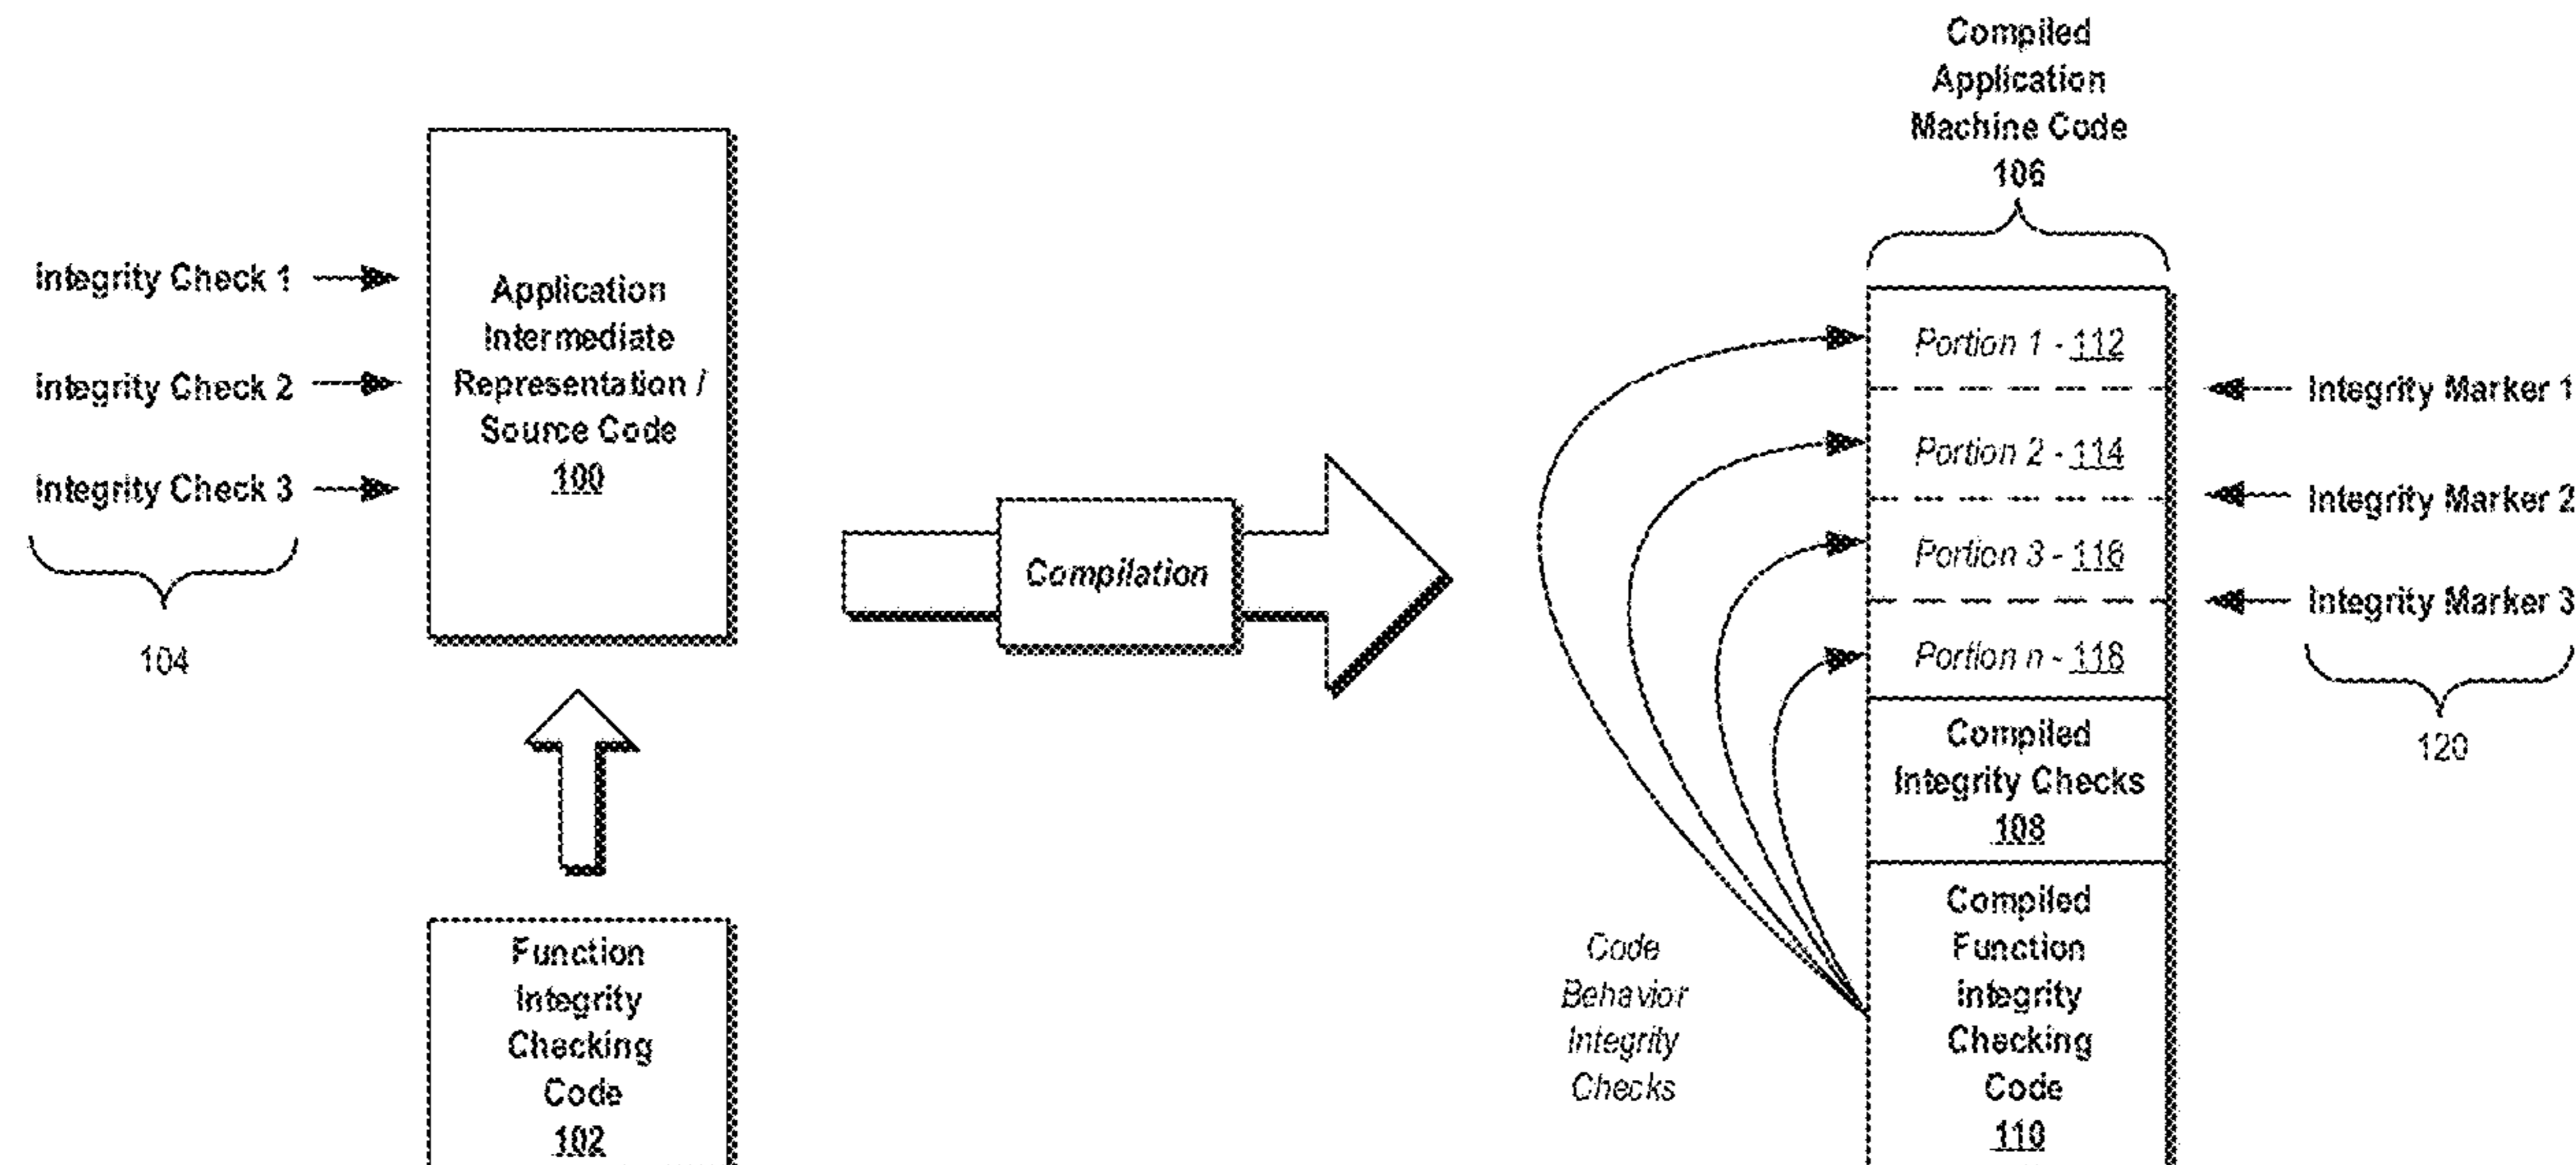 Integrity Check 1
Integrity Check 2
Integrity Check 3
104
Application
Intermediate
Representation /
Source Code
100
Function
Integrity
Checking
Code
102
Compilation
Compiled
Application
Machine Code
106
Portion 1 - 112
Portion 2 - 114
Portion 3 - 116
Portion n - 118
Compiled
Integrity Checks
108
Compiled
Function
Integrity
Checking
Code
110
Code
Behavior
Integrity
Checks
Integrity Marker 1
Integrity Marker 2
Integrity Marker 3
120